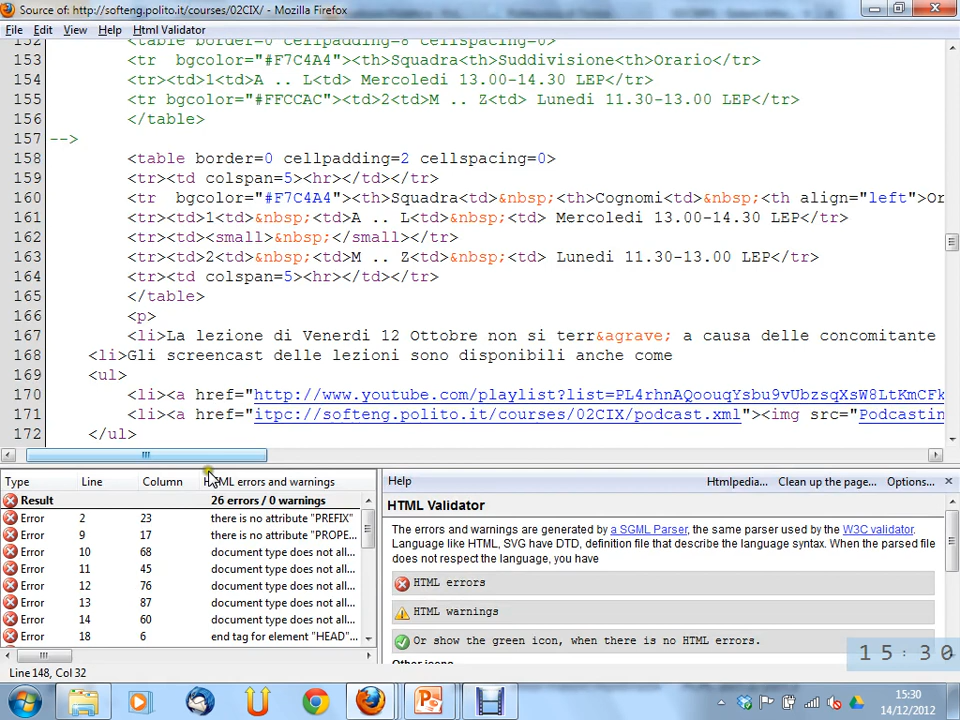 Source of: http://softeng.polito.it/courses/02CIX/ - Mozilla Firefox
File Edit View Help Html Validator
152 <table border=0 cellpadding=8 cellspacing=0>
153 <tr  bgcolor="#F7C4A4"><th>Squadra<th>Suddivisione<th>Orario</tr>
154 <tr><td>1<td>A .. L<td> Mercoledi 13.00-14.30 LEP</tr>
155 <tr bgcolor="#FFCCAC"><td>2<td>M .. Z<td> Lunedi 11.30-13.00 LEP</tr>
156 </table>
157 -->
158 <table border=0 cellpadding=2 cellspacing=0>
159 <tr><td colspan=5><hr></td></tr>
160 <tr  bgcolor="#F7C4A4"><th>Squadra<td>&nbsp;<th>Cognomi<td>&nbsp;<th align="left">Or
161 <tr><td>1<td>&nbsp;<td>A .. L<td>&nbsp;<td> Mercoledi 13.00-14.30 LEP</tr>
162 <tr><td><small>&nbsp;</small></tr>
163 <tr><td>2<td>&nbsp;<td>M .. Z<td>&nbsp;<td> Lunedi 11.30-13.00 LEP</tr>
164 <tr><td colspan=5><hr></td></tr>
165 </table>
166 <p>
167 <li>La lezione di Venerdi 12 Ottobre non si terr&agrave; a causa delle concomitante
168 <li>Gli screencast delle lezioni sono disponibili anche come
169 <ul>
170 <li><a href="http://www.youtube.com/playlist?list=PL4rhnAQoouqYsbu9vUbzsqXsW8LtKmCFk
171 <li><a href="itpc://softeng.polito.it/courses/02CIX/podcast.xml"><img src="Podcastin
172 </ul>
Type Line Column HTML errors and warnings
Result 26 errors / 0 warnings
Error 2 23 there is no attribute "PREFIX"
Error 9 17 there is no attribute "PROPE...
Error 10 68 document type does not all...
Error 11 45 document type does not all...
Error 12 76 document type does not all...
Error 13 87 document type does not all...
Error 14 60 document type does not all...
Error 18 6 end tag for element "HEAD"...
Help Htmlpedia... Clean up the page... Options...
HTML Validator
The errors and warnings are generated by a SGML Parser, the same parser used by the W3C validator.
Language like HTML, SVG have DTD, definition file that describe the language syntax. When the parsed file
does not respect the language, you have
HTML errors
HTML warnings
Or show the green icon, when there is no HTML errors.
Other icons
15:30
Line 148, Col 32
15:30
14/12/2012